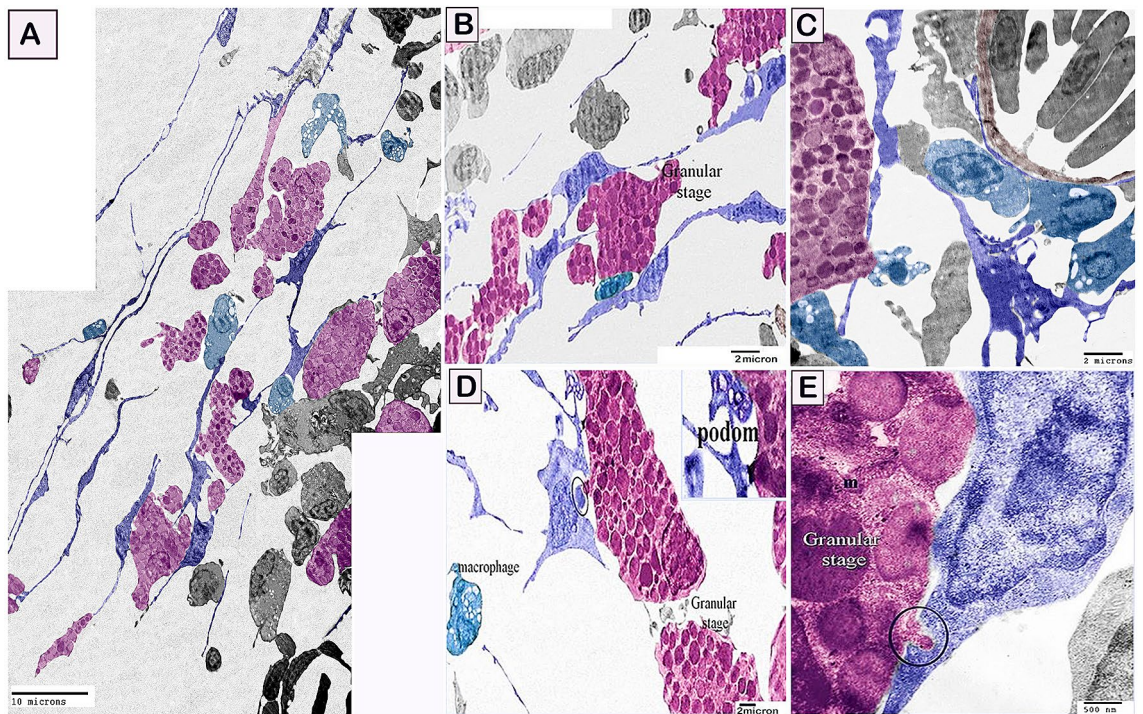 A
10 microns
B
Granular
stage
2micron
C
2 microns
D
podom
macrophage
Granular
stage
2micron
E
m
Granular
stage
500 nm